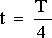 t = T/4